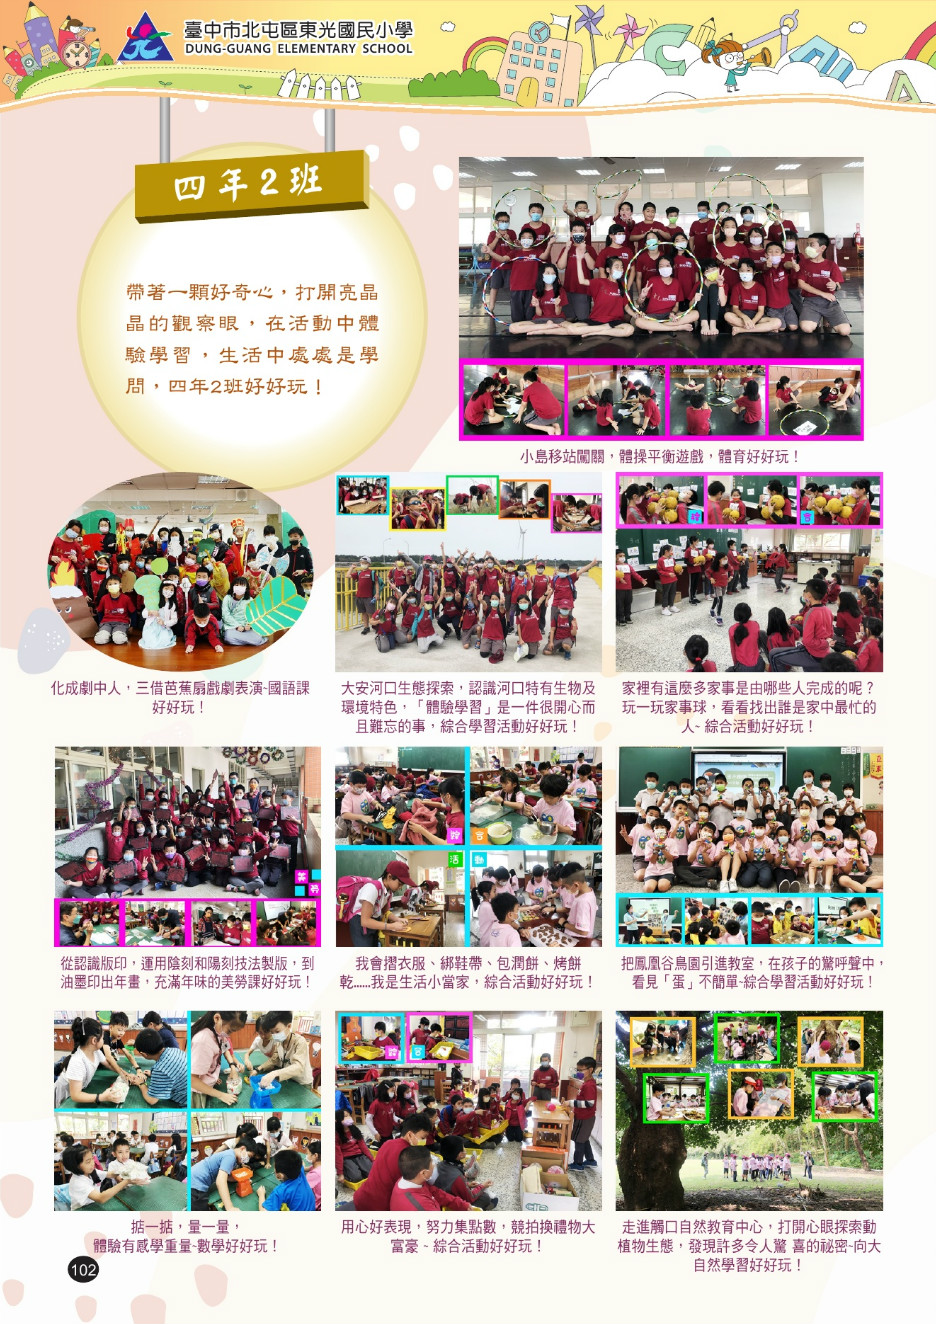 臺中市北屯區東光國民小學
DUNG-GUANG ELEMENTARY SCHOOL
四年2班
帶著一顆好奇心，打開亮晶
晶的觀察眼，在活動中體
驗學習，生活中處處是學
問，四年2班好好玩！
小島移站闖關，體操平衡遊戲，體育好好玩！
綜
合
化成劇中人，三借芭蕉扇戲劇表演~國語課
好好玩！
大安河口生態探索，認識河口特有生物及
環境特色，「體驗學習」是一件很開心而
且難忘的事，綜合學習活動好好玩！
家裡有這麼多家事是由哪些人完成的呢？
玩一玩家事球，看看找出誰是家中最忙的
人~ 綜合活動好好玩！
美
勞
綜
合
活
動
從認識版印，運用陰刻和陽刻技法製版，到
油墨印出年畫，充滿年味的美勞課好好玩！
我會摺衣服、綁鞋帶、包潤餅、烤餅
乾......我是生活小當家，綜合活動好好玩！
把鳳凰谷鳥園引進教室，在孩子的驚呼聲中，
看見「蛋」不簡單~綜合學習活動好好玩！
綜
合
掂一掂，量一量，
體驗有感學重量~數學好好玩！
用心好表現，努力集點數，競拍換禮物大
富豪 ~ 綜合活動好好玩！
走進觸口自然教育中心，打開心眼探索動
植物生態，發現許多令人驚 喜的祕密~向大
自然學習好好玩！
102